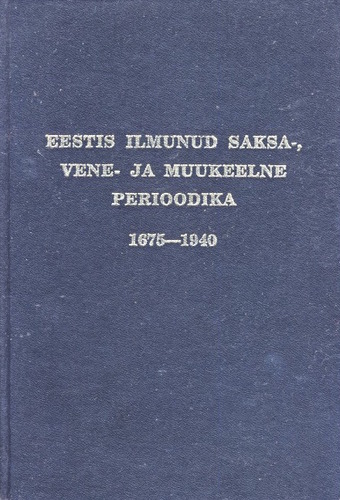 EESTIS ILMUNUD SAKSA-,
VENE- JA MUUKEELNE
PERIOODIKA
1675—1940